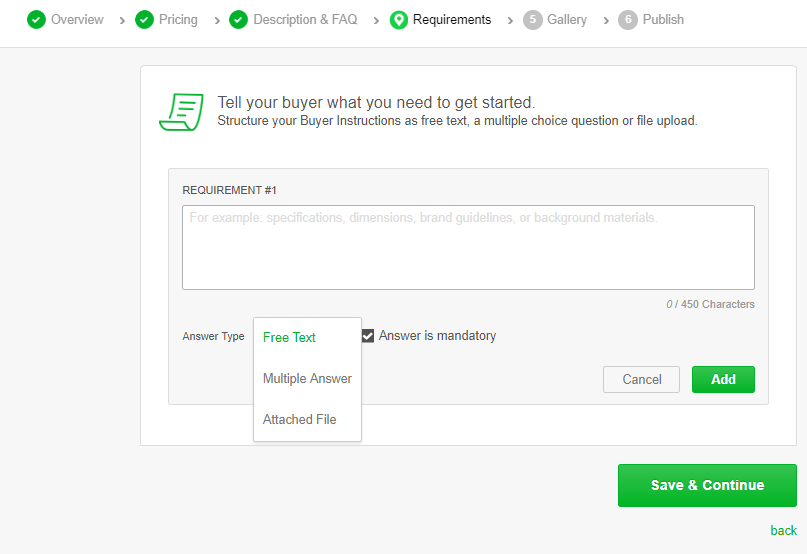 Overview Pricing Description & FAQ Requirements 5 Gallery 6 Publish
Tell your buyer what you need to get started.
Structure your Buyer Instructions as free text, a multiple choice question or file upload.
REQUIREMENT #1
For example: specifications, dimensions, brand guidelines, or background materials.
0 / 450 Characters
Answer Type Free Text Answer is mandatory
Multiple Answer
Cancel Add
Attached File
Save & Continue
back